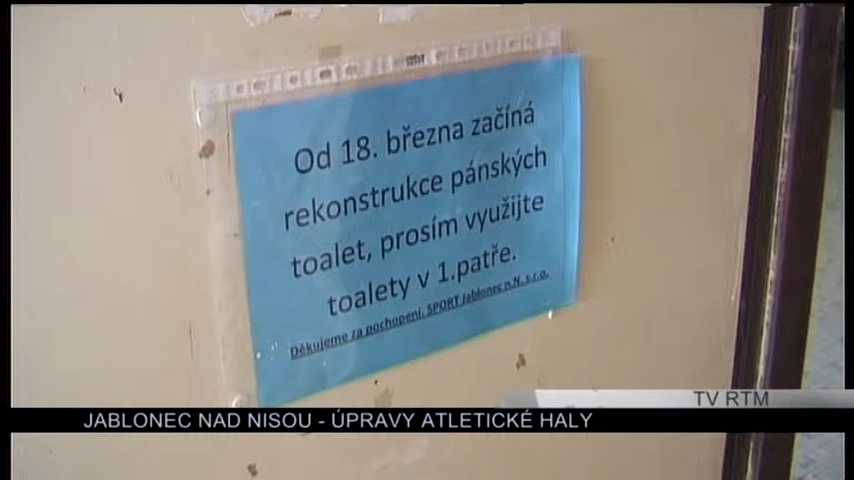 Od 18. března začíná
rekonstrukce pánských
toalet, prosím využijte
toalety v 1.patře.
Děkujeme za pochopení, SPORT Jablonec n.N. s.r.o.
TV RTM
JABLONEC NAD NISOU - ÚPRAVY ATLETICKÉ HALY